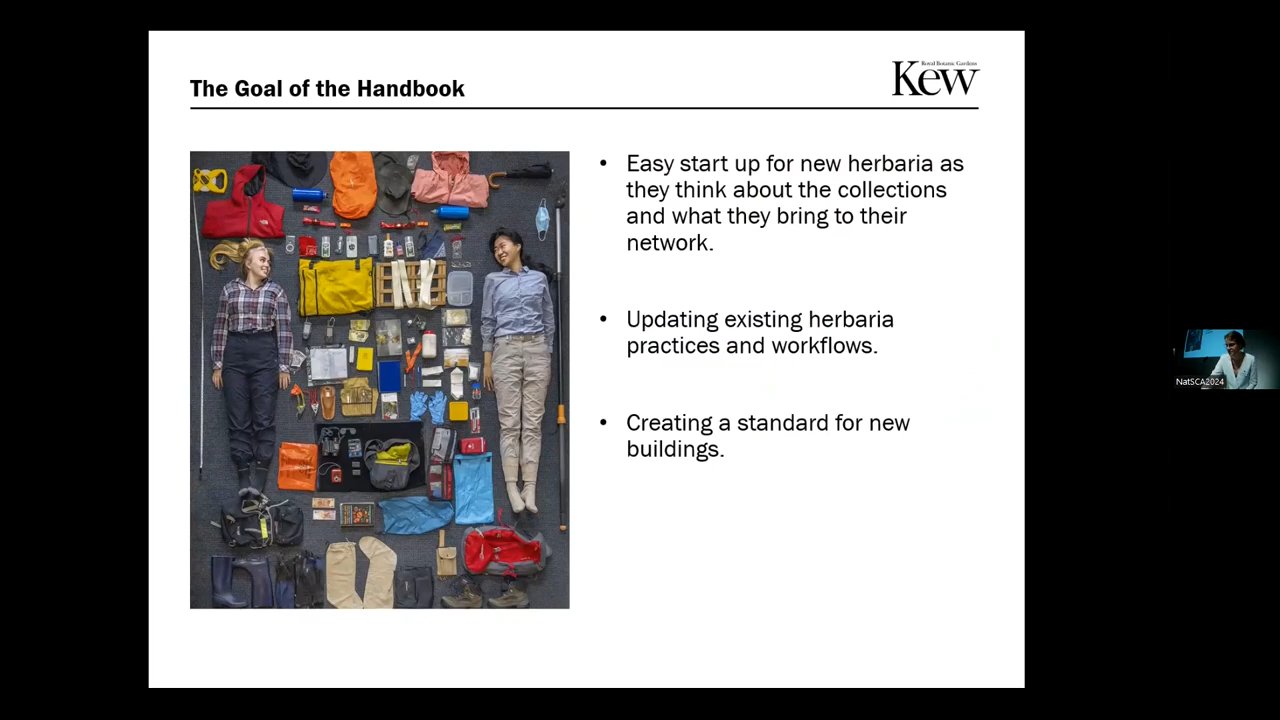 The Goal of the Handbook
Royal Botanic Gardens
Kew
• Easy start up for new herbaria as
they think about the collections
and what they bring to their
network.
• Updating existing herbaria
practices and workflows.
• Creating a standard for new
buildings.
NatSCA2024